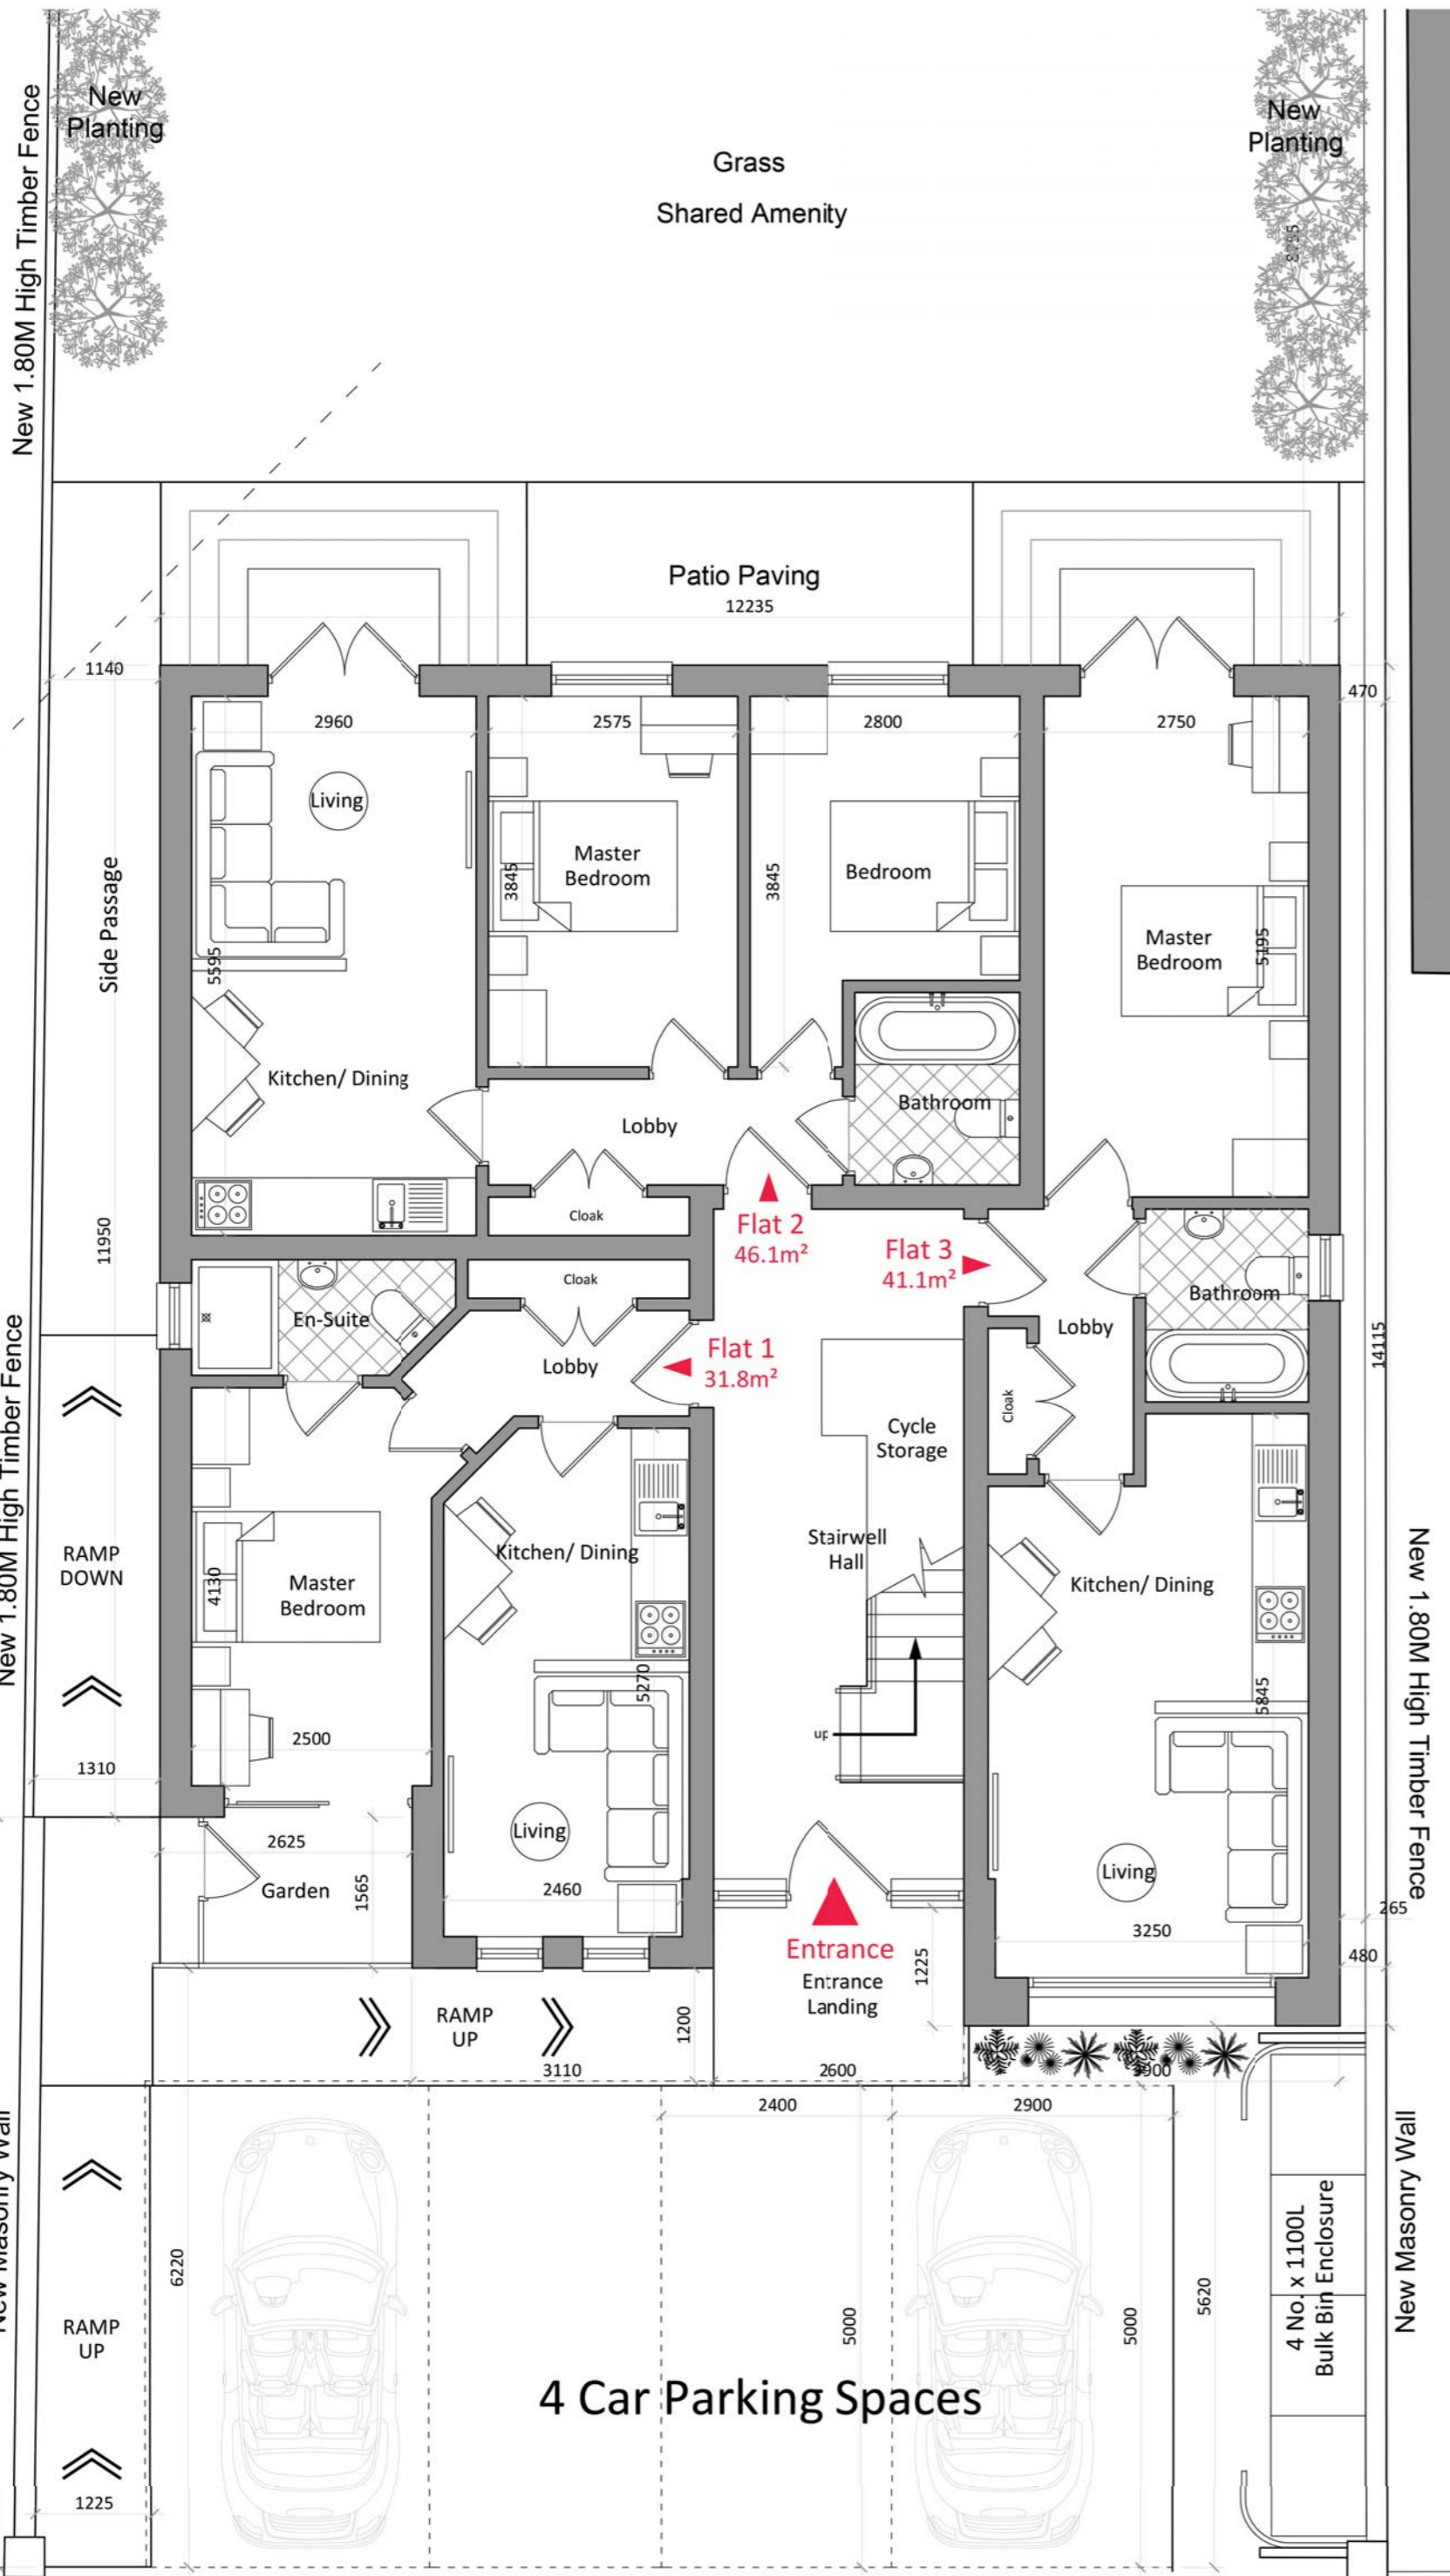 New
Planting
New
Planting
New 1.80M High Timber Fence
Grass
Shared Amenity
Patio Paving
12235
1140
470
2960
2575
2800
2750
Living
Master
Bedroom
3845
3845
Bedroom
Side Passage
5595
Master
Bedroom
5195
Kitchen/ Dining
Lobby
Bathroom
Cloak
Flat 2
46.1m²
Flat 3
41.1m²
11950
Cloak
En-Suite
Bathroom
Lobby
Flat 1
31.8m²
Lobby
14115
Cloak
Cycle
Storage
New 1.80M High Timber Fence
RAMP
DOWN
4130
Master
Bedroom
Kitchen/ Dining
Stairwell
Hall
Kitchen/ Dining
New 1.80M High Timber Fence
5270
5845
2500
up
1310
2625
Living
Living
Garden
1565
2460
265
3250
480
Entrance
Entrance
Landing
1225
RAMP
UP
1200
3110
2600
2400
2900
New Masonry Wall
New Masonry Wall
6220
RAMP
UP
5000
5000
5620
4 No. x 1100L
Bulk Bin Enclosure
4 Car Parking Spaces
1225